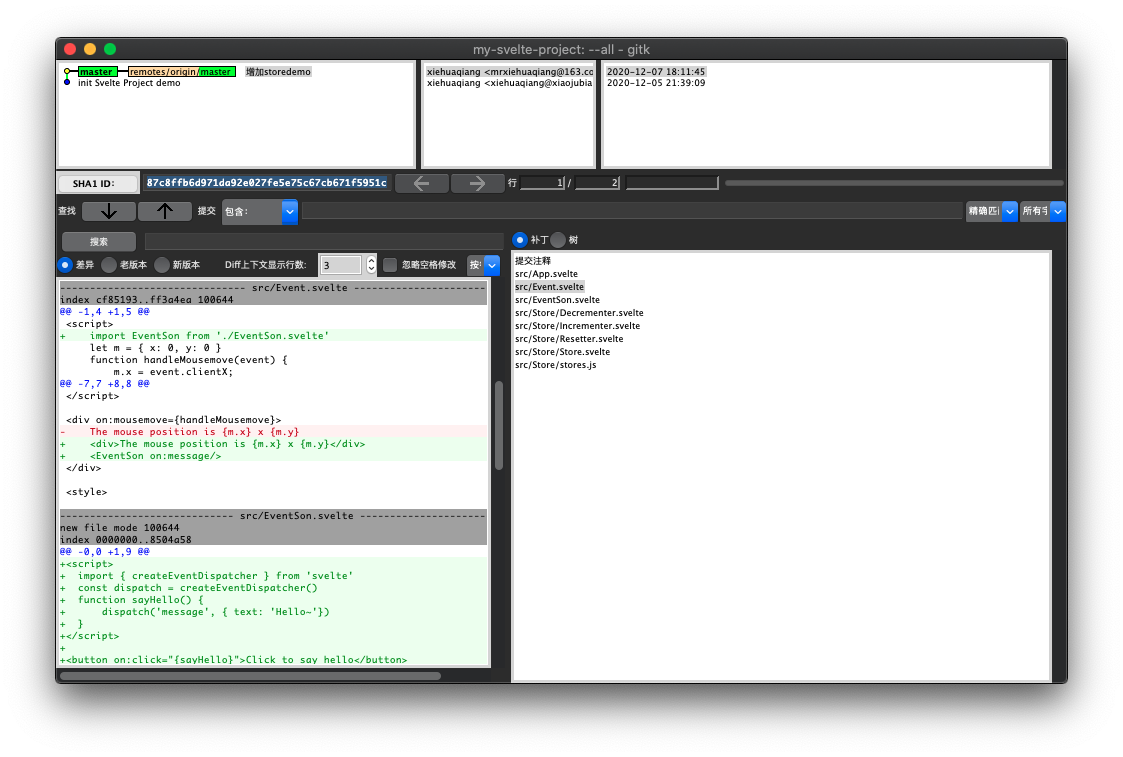 my-svelte-project: --all - gitk
master remotes/origin/master 增加storedemo xiehuaqiang <mrxiehuaqiang@163.co 2020-12-07 18:11:45
init Svelte Project demo xiehuaqiang <xiehuaqiang@xiaojubia 2020-12-05 21:39:09
SHA1 ID: 87c8ffb6d971da92e027fe5e75c67cb671f5951c 行 1 / 2
查找 提交 包含: 精确匹 所有字
搜索
补丁 树
差异 老版本 新版本 Diff上下文显示行数: 3 忽略空格修改 按
------------------------------- src/Event.svelte ----------------------
index cf85193..ff3a4ea 100644
@@ -1,4 +1,5 @@
<script>
+    import EventSon from './EventSon.svelte'
let m = { x: 0, y: 0 }
function handleMousemove(event) {
m.x = event.clientX;
@@ -7,7 +8,8 @@
</script>
<div on:mousemove={handleMousemove}>
-    The mouse position is {m.x} x {m.y}
+    <div>The mouse position is {m.x} x {m.y}</div>
+    <EventSon on:message/>
</div>
<style>
----------------------------- src/EventSon.svelte ---------------------
new file mode 100644
index 0000000..8504a58
@@ -0,0 +1,9 @@
+<script>
+  import { createEventDispatcher } from 'svelte'
+  const dispatch = createEventDispatcher()
+  function sayHello() {
+      dispatch('message', { text: 'Hello~'})
+  }
+</script>
+
+<button on:click="{sayHello}">Click to say hello</button>
提交注释
src/App.svelte
src/Event.svelte
src/EventSon.svelte
src/Store/Decrementer.svelte
src/Store/Incrementer.svelte
src/Store/Resetter.svelte
src/Store/Store.svelte
src/Store/stores.js